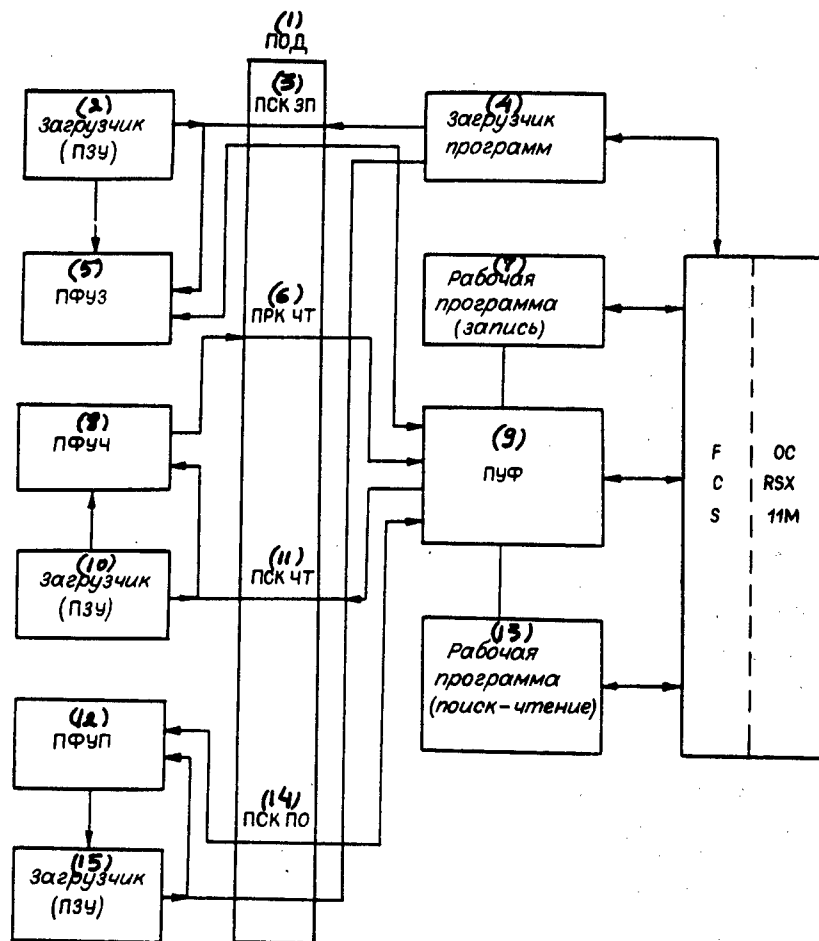 (1)
ПОД
(3)
ПСК ЗП
(2)
Загрузчик
(ПЗУ)
(4)
Загрузчик
программ
(5)
ПФУЗ
(6)
ПРК ЧТ
(7)
Рабочая
программа
(запись)
(8)
ПФУЧ
(9)
ПУФ
F
C
S
ОС
RSX
11M
(10)
Загрузчик
(ПЗУ)
(11)
ПСК ЧТ
(13)
Рабочая
программа
(поиск-чтение)
(12)
ПФУП
(14)
ПСК ПО
(15)
Загрузчик
(ПЗУ)